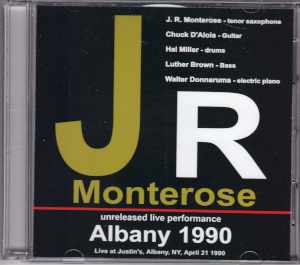 J. R. Monterose - tenor saxophone
Chuck D'Alois - Guitar
Hal Miller - drums
Luther Brown - Bass
Walter Donnaruma - electric piano
J R
Monterose
unreleased live performance
Albany 1990
Live at Justin's, Albany, NY, April 21 1990